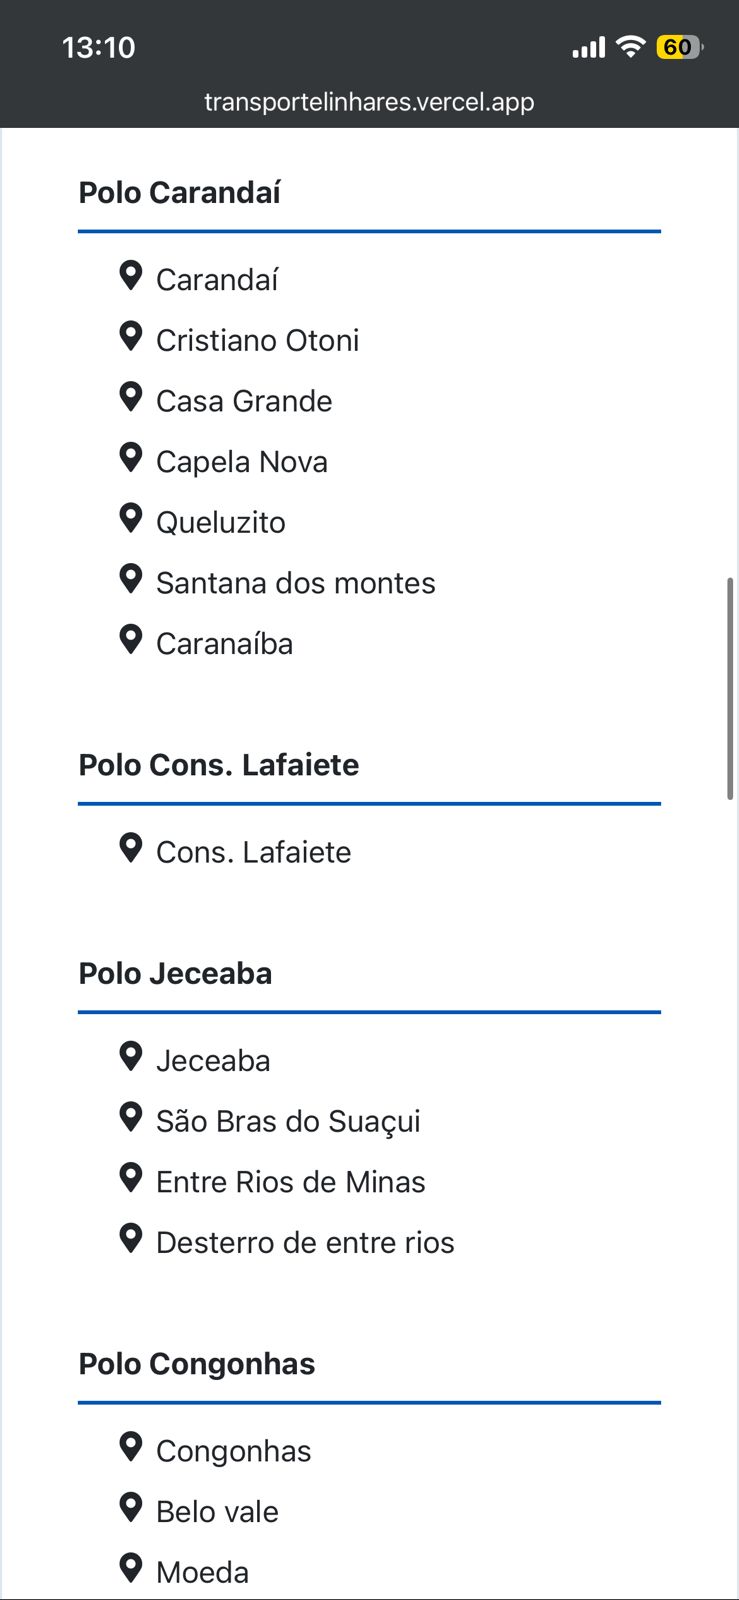 13:10
60
transportelinhares.vercel.app
Polo Carandaí
Carandaí
Cristiano Otoni
Casa Grande
Capela Nova
Queluzito
Santana dos montes
Caranaíba
Polo Cons. Lafaiete
Cons. Lafaiete
Polo Jeceaba
Jeceaba
São Bras do Suaçui
Entre Rios de Minas
Desterro de entre rios
Polo Congonhas
Congonhas
Belo vale
Moeda